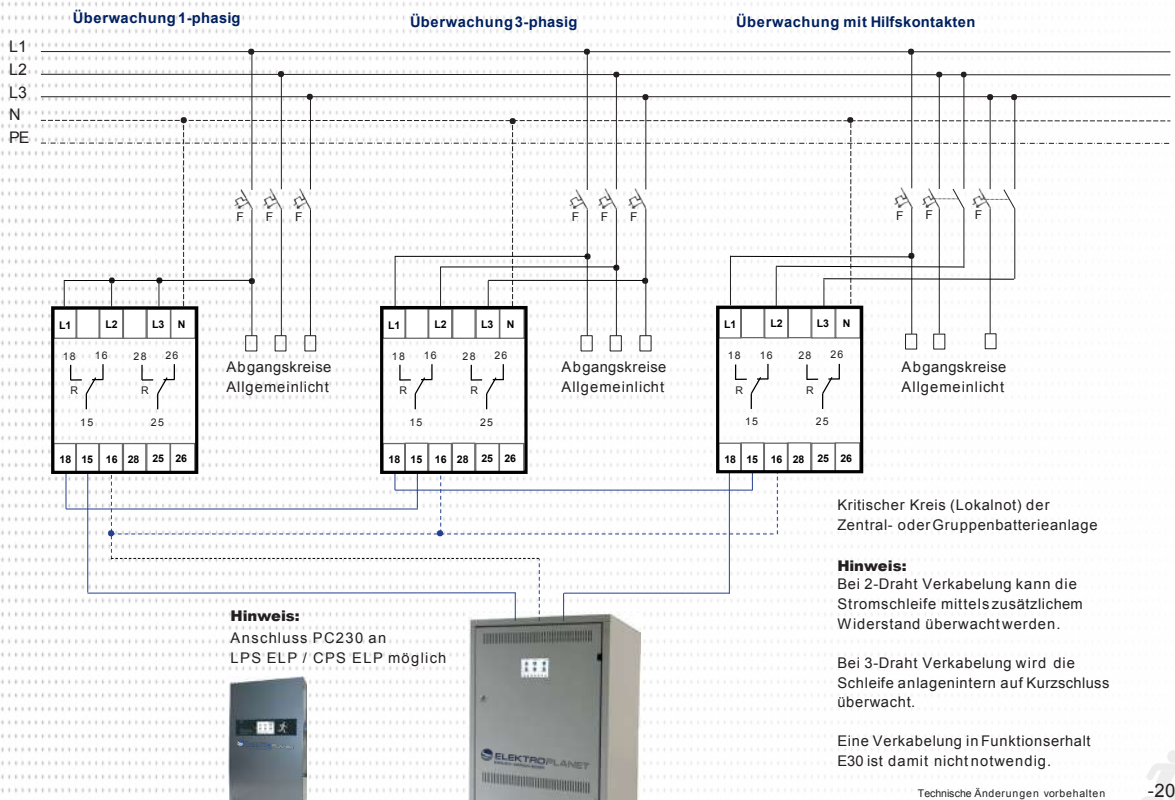 Überwachung 1-phasig
Überwachung 3-phasig
Überwachung mit Hilfskontakten
L1
L2
L3
N
PE
F F F
F F F
F F F
L1 L2 L3 N
18 16 28 26
R R
15 25
18 15 16 28 25 26
Abgangskreise
Allgemeinlicht
L1 L2 L3 N
18 16 28 26
R R
15 25
18 15 16 28 25 26
Abgangskreise
Allgemeinlicht
L1 L2 L3 N
18 16 28 26
R R
15 25
18 15 16 28 25 26
Abgangskreise
Allgemeinlicht
Kritischer Kreis (Lokalnot) der
Zentral- oder Gruppenbatterieanlage
Hinweis:
Bei 2-Draht Verkabelung kann die
Stromschleife mittels zusätzlichem
Widerstand überwacht werden.
Bei 3-Draht Verkabelung wird die
Schleife anlagenintern auf Kurzschluss
überwacht.
Eine Verkabelung in Funktionserhalt
E30 ist damit nicht notwendig.
Hinweis:
Anschluss PC230 an
LPS ELP / CPS ELP möglich
ELEKTROPLANET
Technische Änderungen vorbehalten
-20